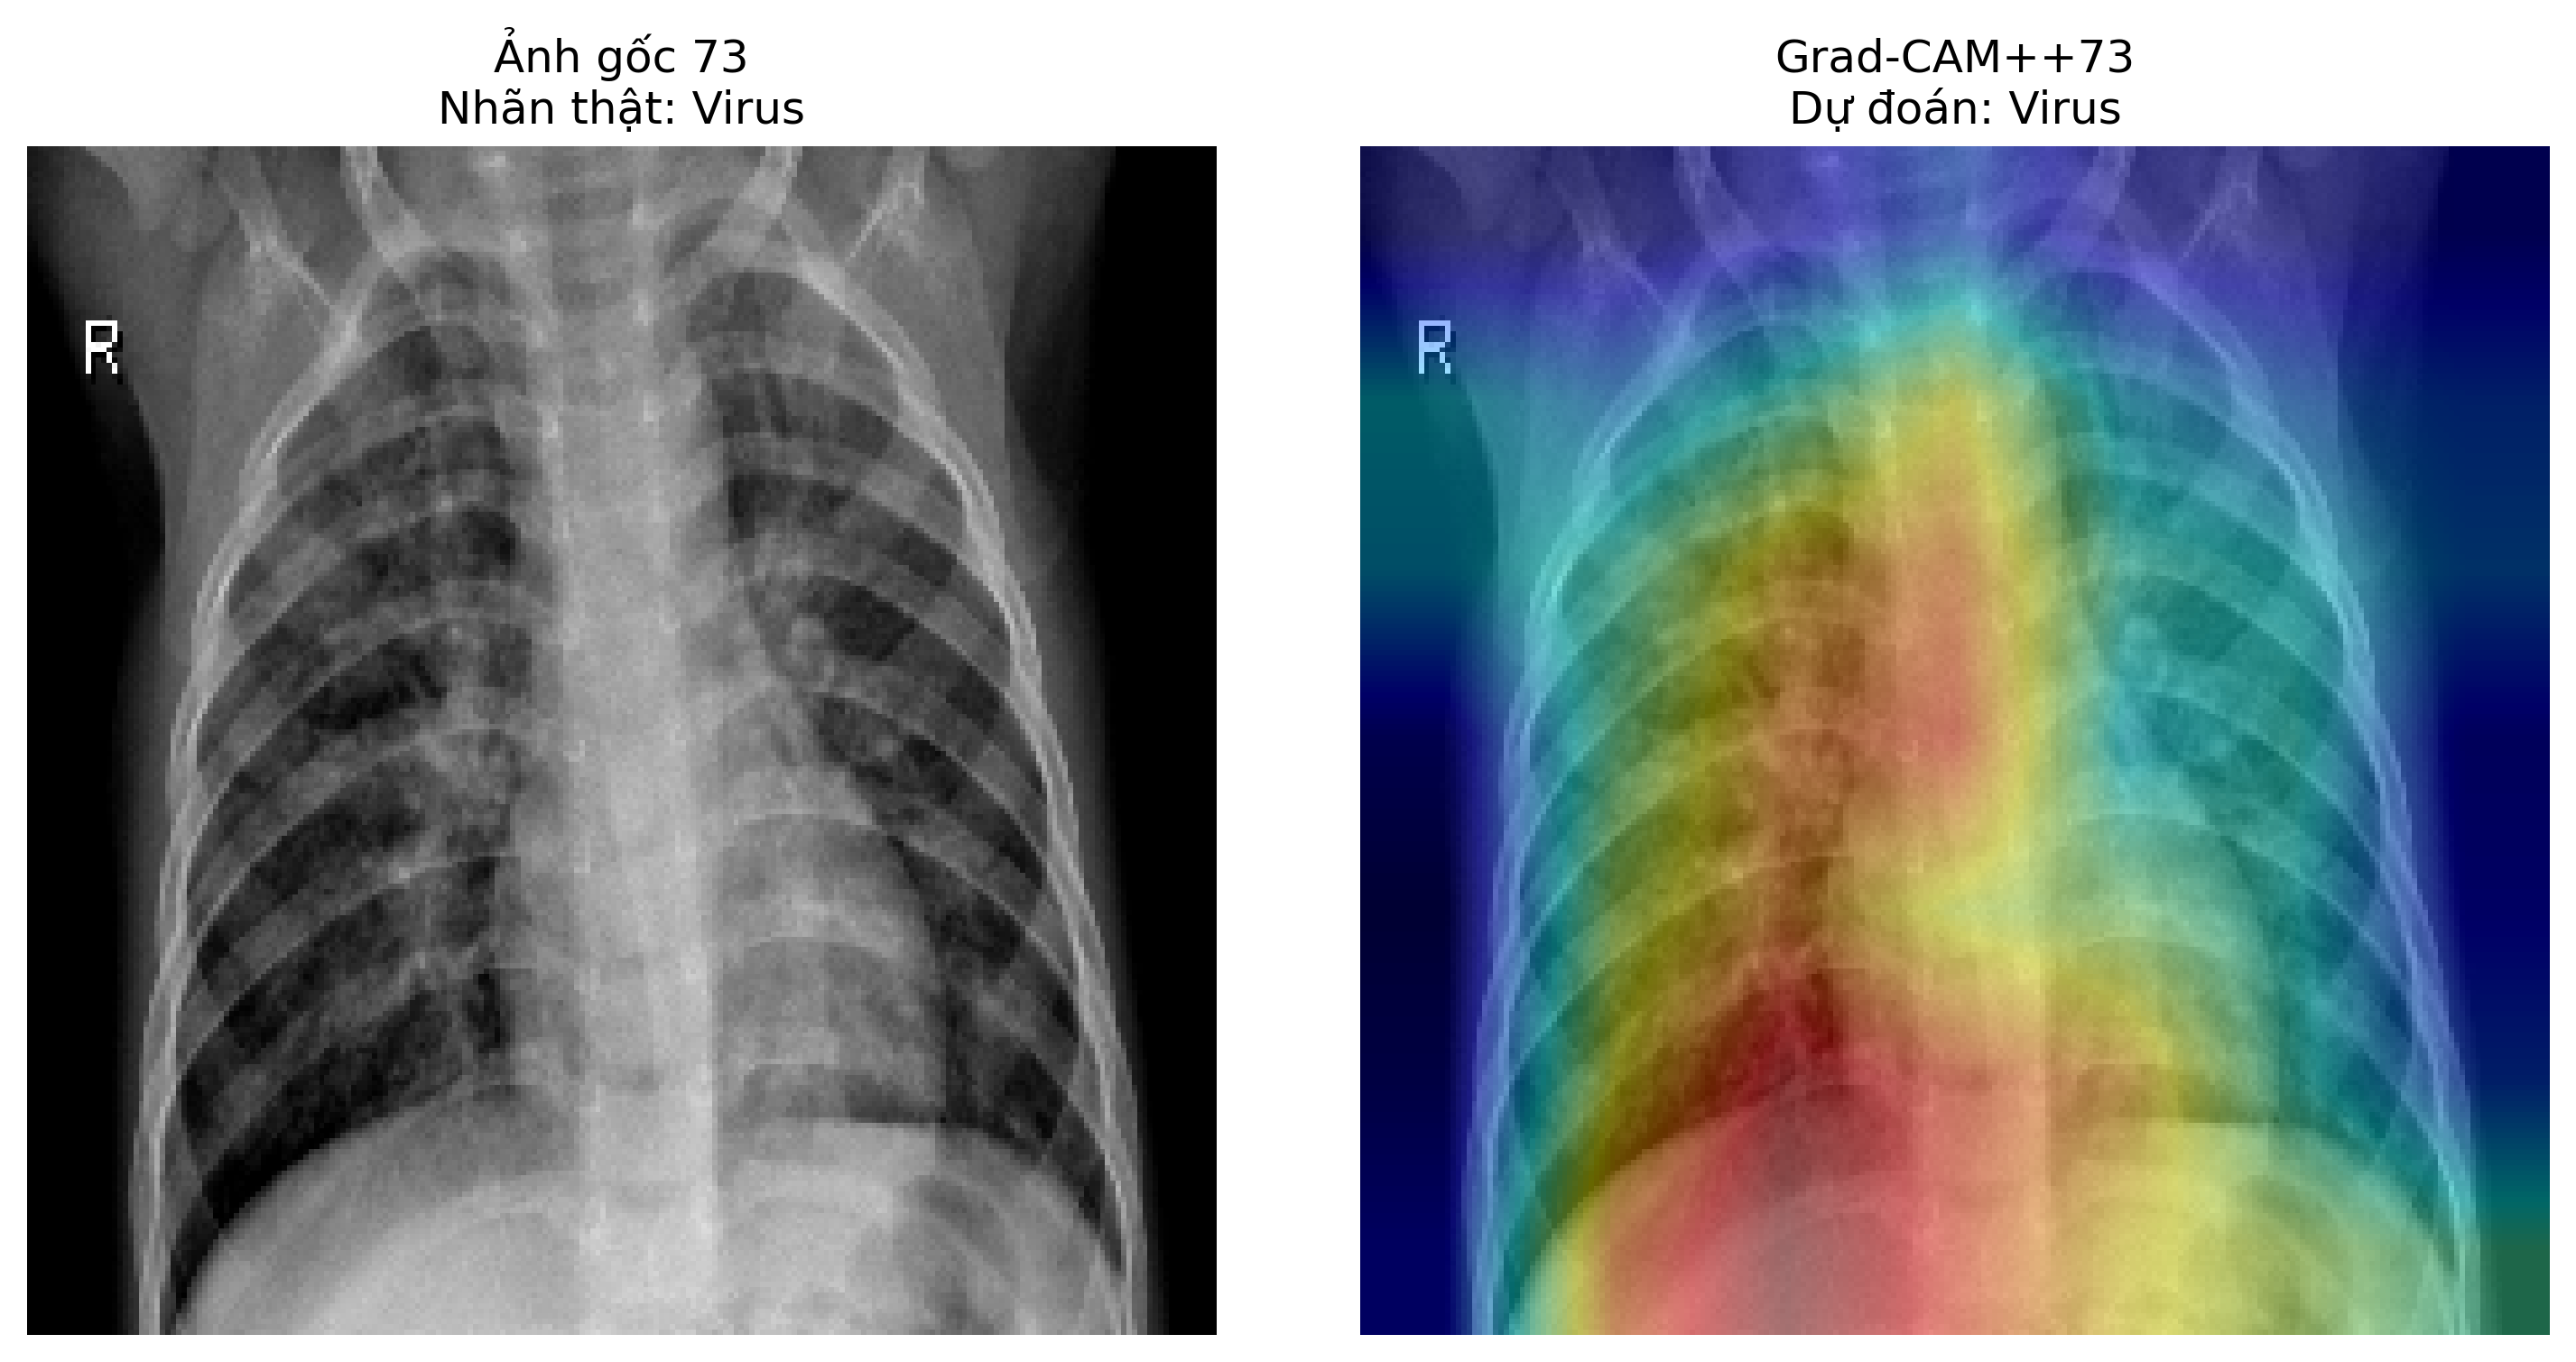 Ảnh gốc 73
Nhãn thật: Virus
R
Grad-CAM++73
Dự đoán: Virus
R